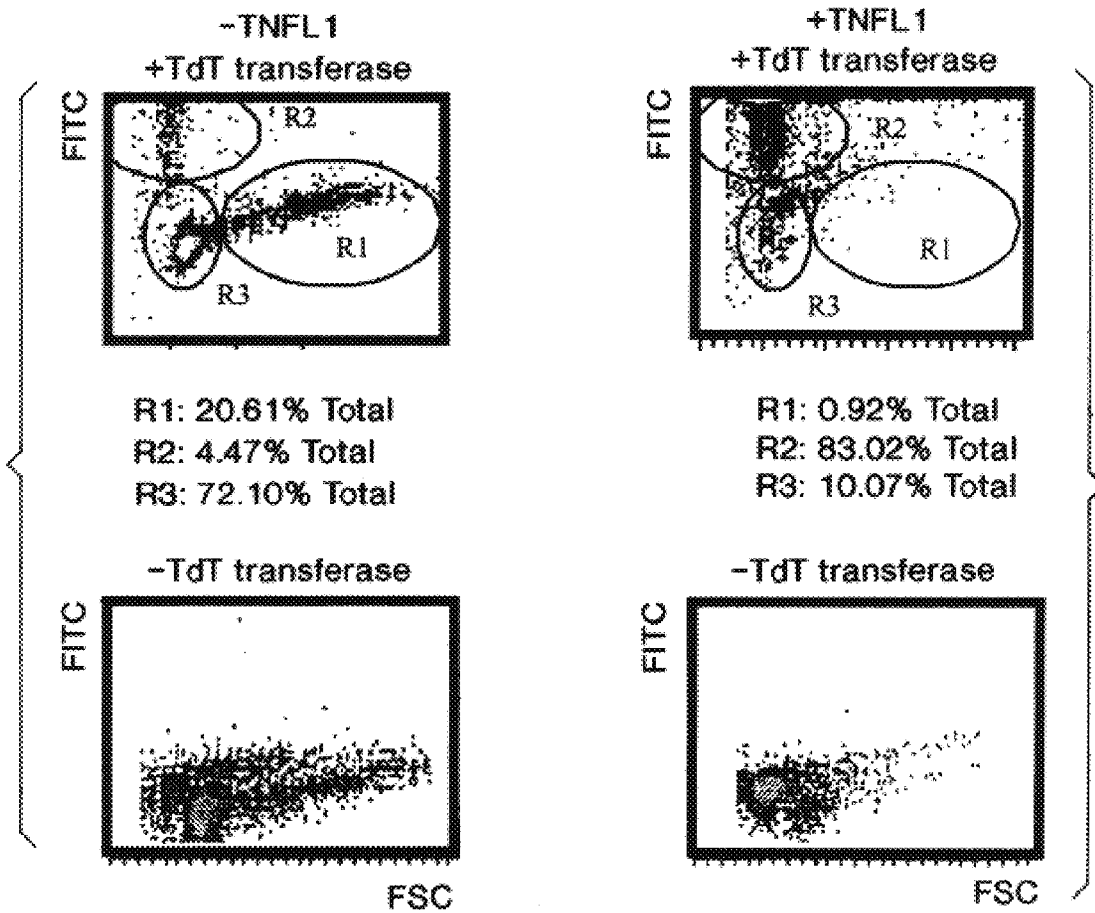 −TNFL1
+TdT transferase
FITC
R2
R1
R3
R1: 20.61% Total
R2: 4.47% Total
R3: 72.10% Total
−TdT transferase
FITC
FSC
+TNFL1
+TdT transferase
FITC
R2
R1
R3
R1: 0.92% Total
R2: 83.02% Total
R3: 10.07% Total
−TdT transferase
FITC
FSC